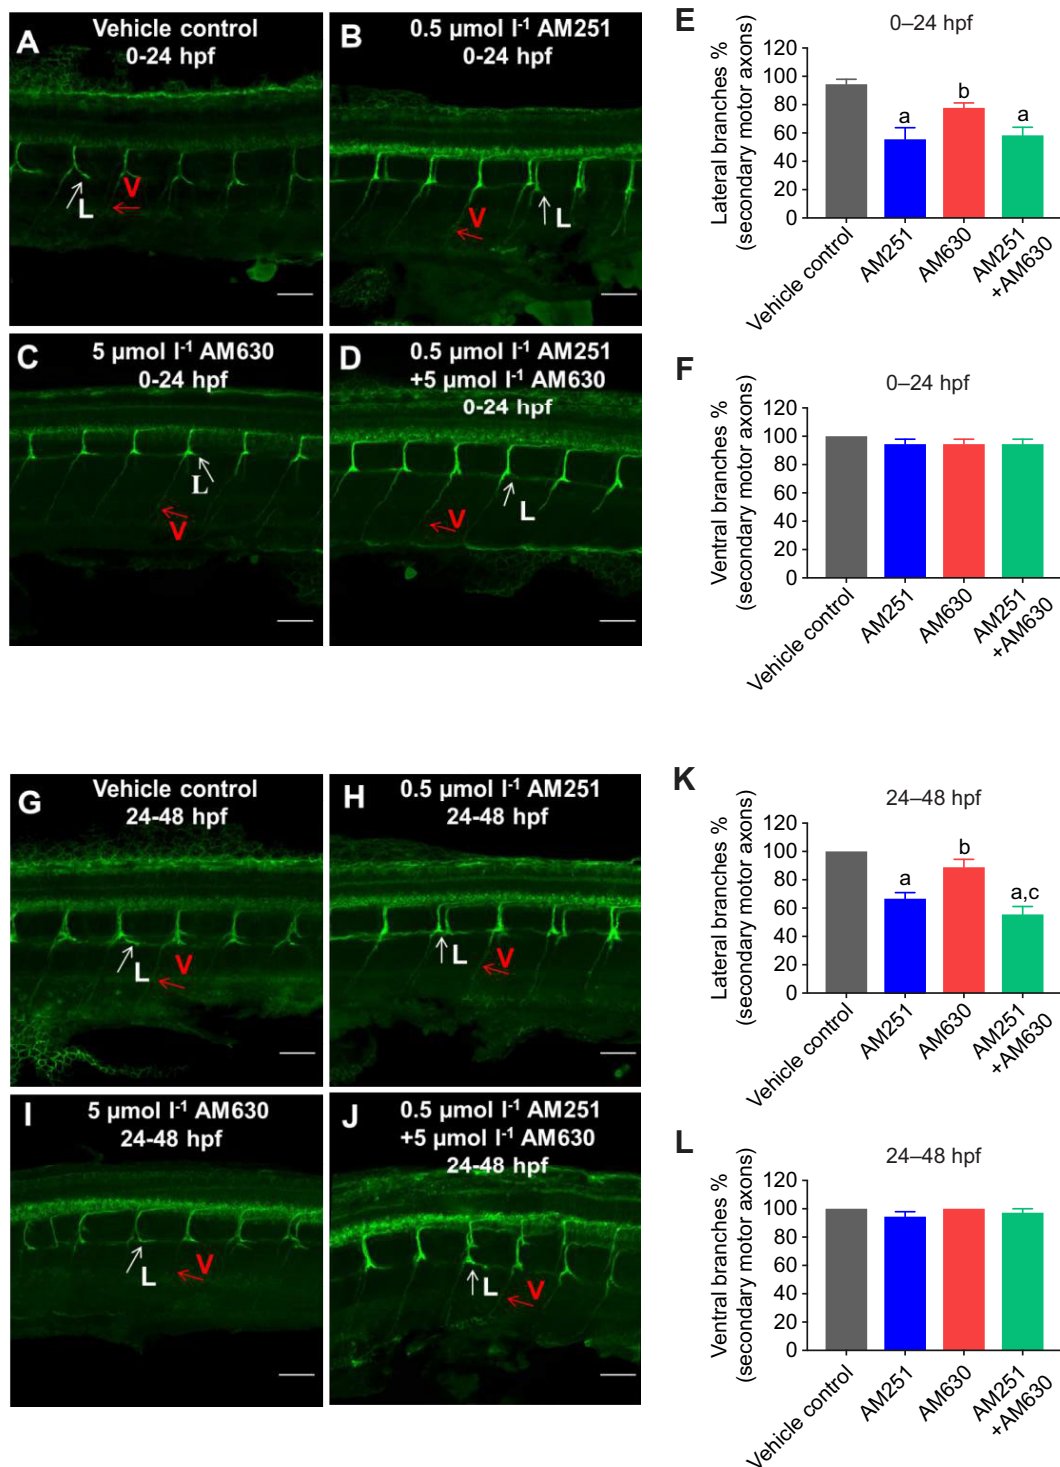 A
Vehicle control
0-24 hpf
L
V
B
0.5 µmol l⁻¹ AM251
0-24 hpf
V
L
C
5 µmol l⁻¹ AM630
0-24 hpf
L
V
D
0.5 µmol l⁻¹ AM251
+5 µmol l⁻¹ AM630
0-24 hpf
V
L
E
0–24 hpf
Lateral branches %
(secondary motor axons)
120
100
80
60
40
20
0
a
b
a
Vehicle control
AM251
AM630
AM251
+AM630
F
0–24 hpf
Ventral branches %
(secondary motor axons)
120
100
80
60
40
20
0
Vehicle control
AM251
AM630
AM251
+AM630
G
Vehicle control
24-48 hpf
L
V
H
0.5 µmol l⁻¹ AM251
24-48 hpf
L
V
I
5 µmol l⁻¹ AM630
24-48 hpf
L
V
J
0.5 µmol l⁻¹ AM251
+5 µmol l⁻¹ AM630
24-48 hpf
L
V
K
24–48 hpf
Lateral branches %
(secondary motor axons)
120
100
80
60
40
20
0
a
b
a,c
Vehicle control
AM251
AM630
AM251
+AM630
L
24–48 hpf
Ventral branches %
(secondary motor axons)
120
100
80
60
40
20
0
Vehicle control
AM251
AM630
AM251
+AM630